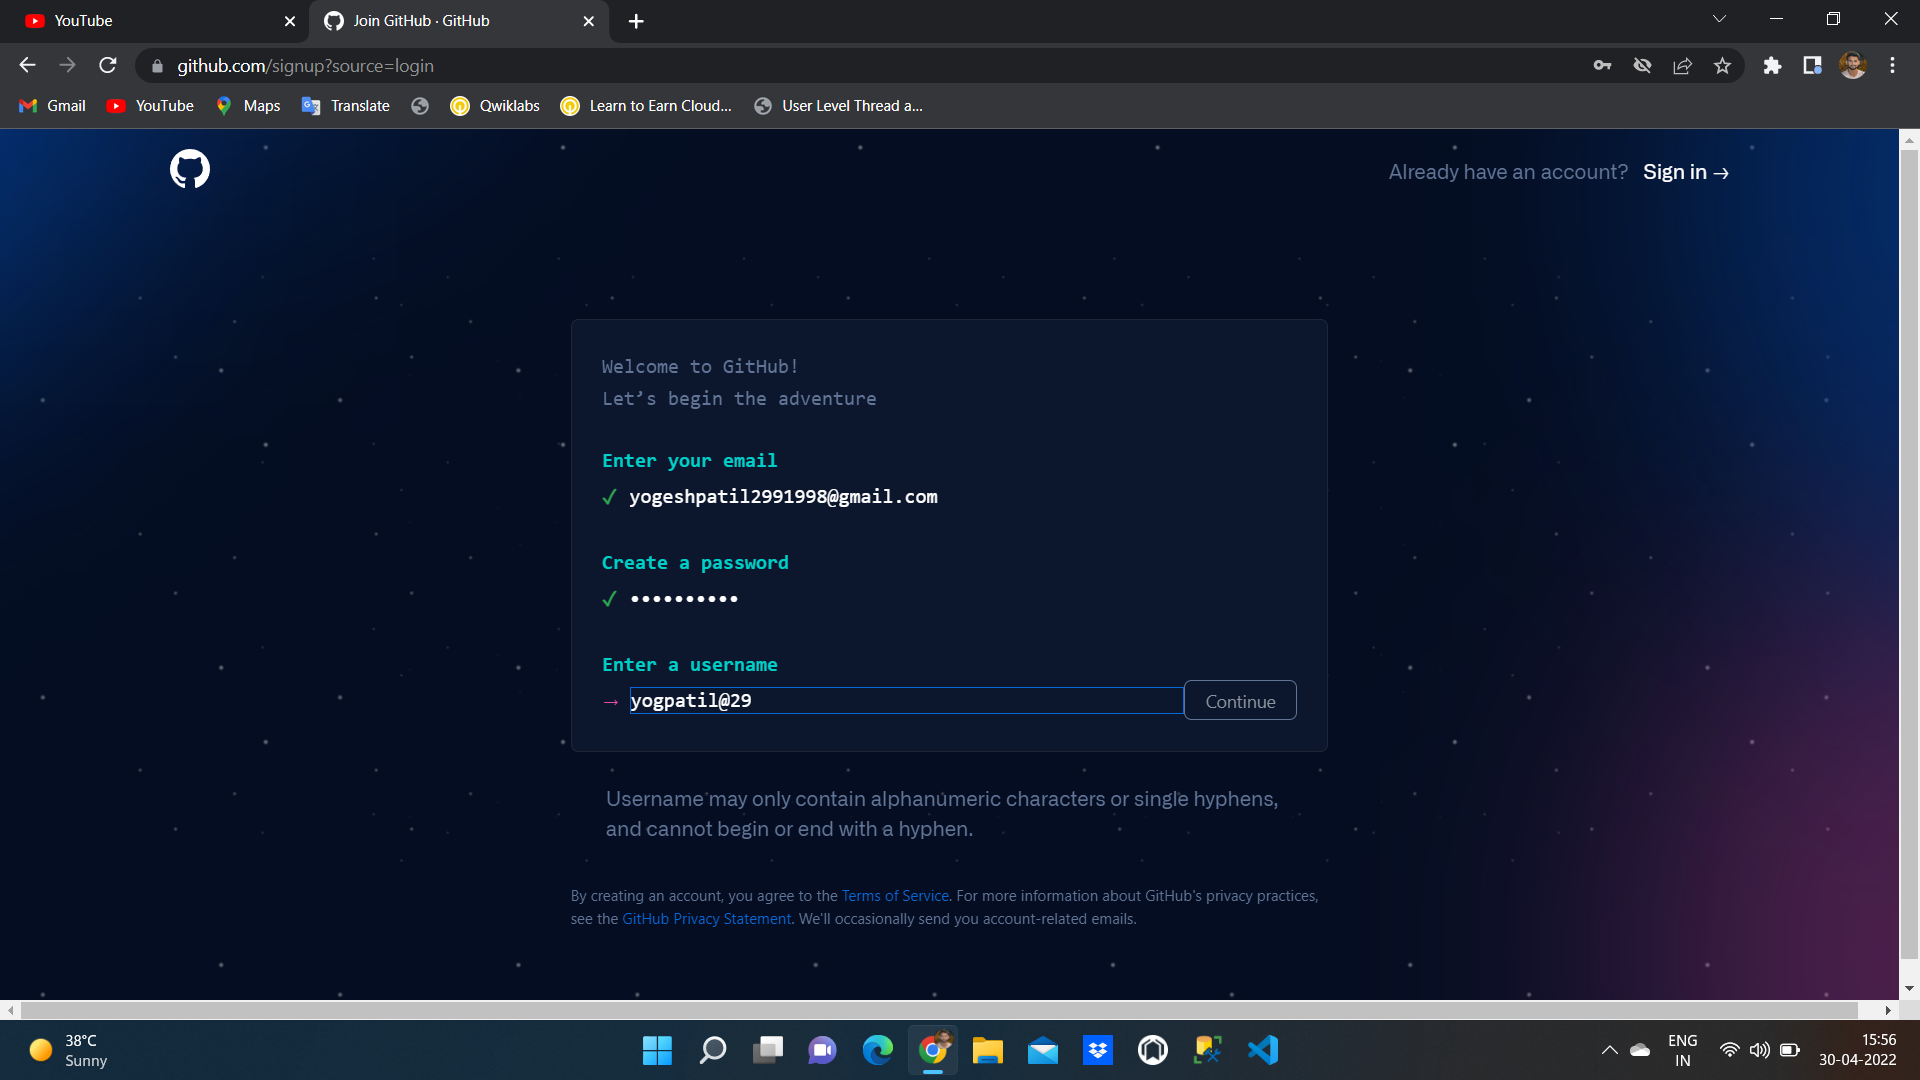 YouTube
Join GitHub · GitHub
github.com/signup?source=login
Gmail
YouTube
Maps
Translate
Qwiklabs
Learn to Earn Cloud...
User Level Thread a...
Already have an account? Sign in →
Welcome to GitHub!
Let’s begin the adventure
Enter your email
✓ yogeshpatil2991998@gmail.com
Create a password
✓ ••••••••••
Enter a username
→ yogpatil@29
Continue
Username may only contain alphanumeric characters or single hyphens,
and cannot begin or end with a hyphen.
By creating an account, you agree to the Terms of Service. For more information about GitHub's privacy practices,
see the GitHub Privacy Statement. We'll occasionally send you account-related emails.
38°C
Sunny
ENG
IN
15:56
30-04-2022